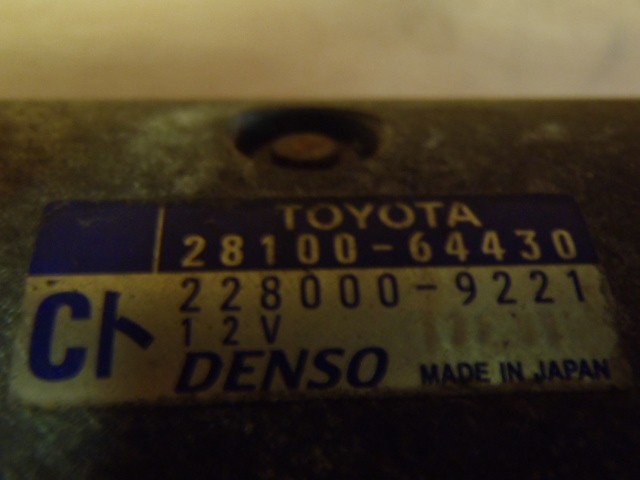 TOYOTA
28100-64430
228000-9221
Cト
12V
DENSO
MADE IN JAPAN